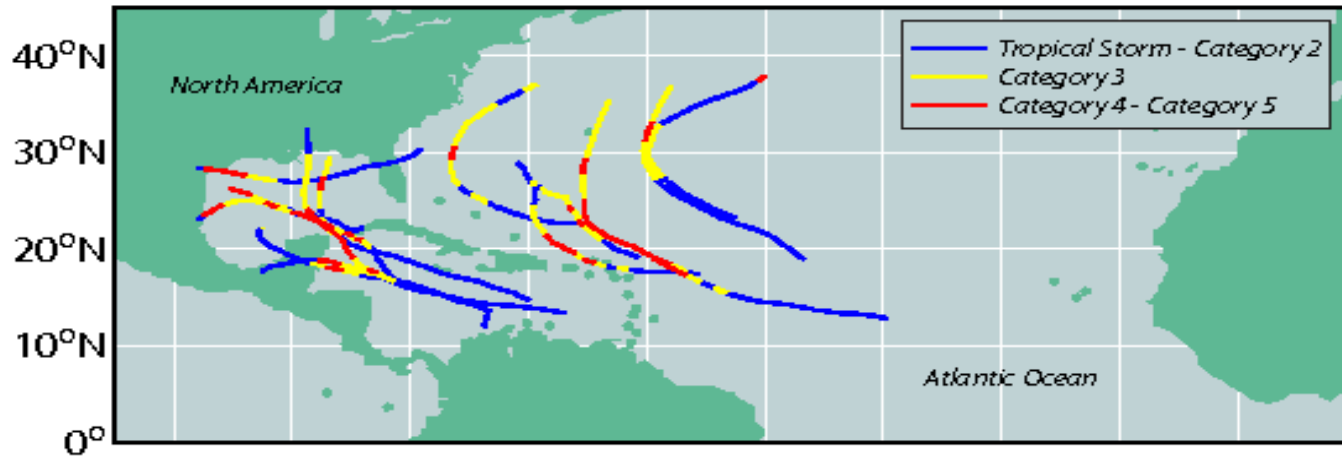 40°N
30°N
20°N
10°N
0°
North America
Tropical Storm - Category 2
Category 3
Category 4 - Category 5
Atlantic Ocean